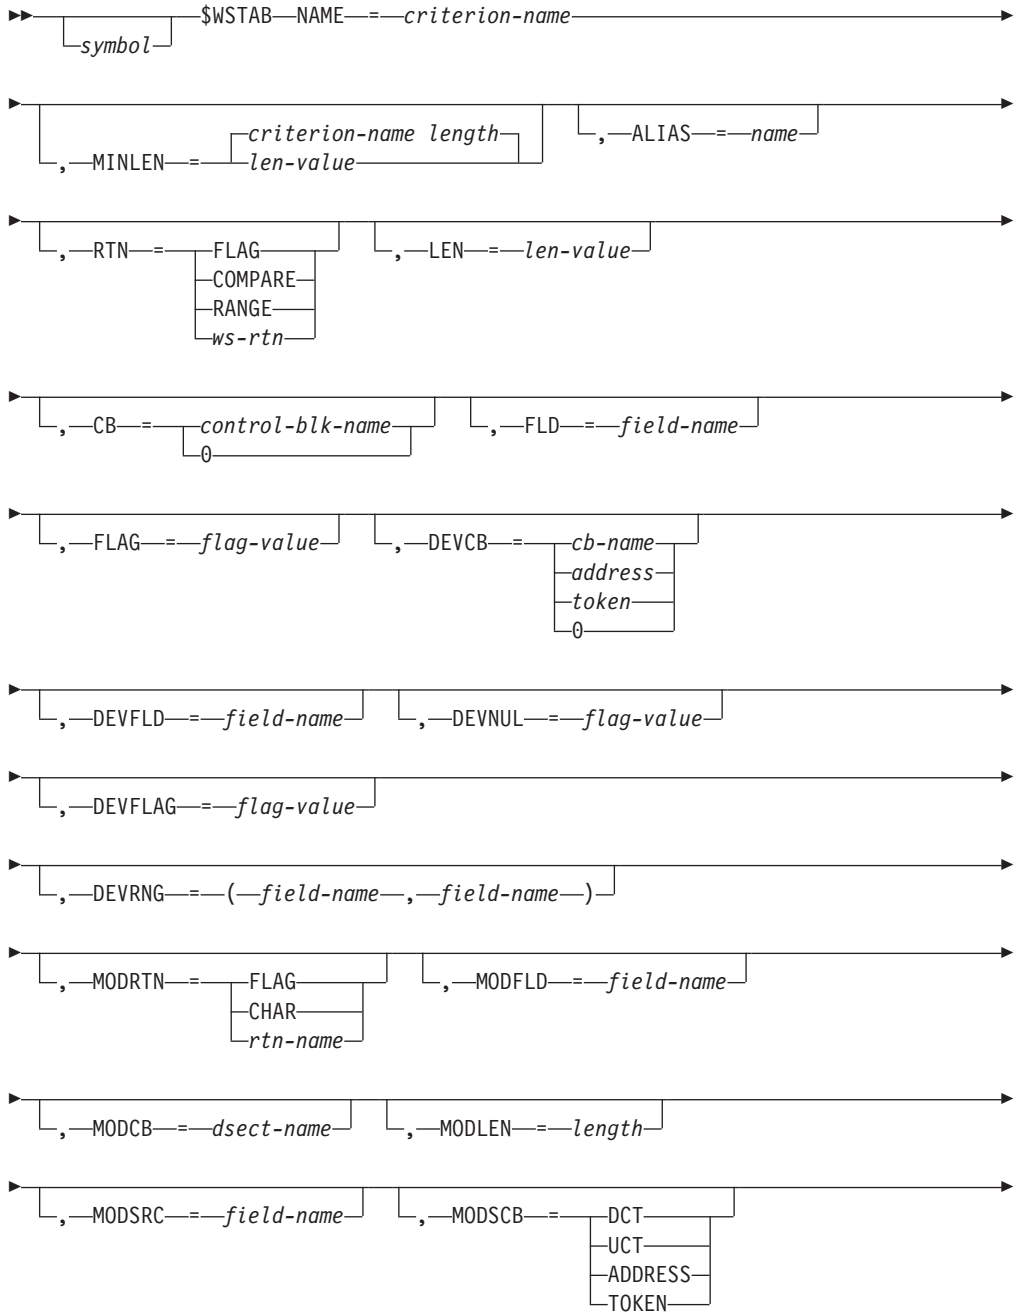 $WSTAB NAME = criterion-name
symbol
criterion-name length
, MINLEN = len-value , ALIAS = name
, RTN = FLAG , LEN = len-value
COMPARE
RANGE
ws-rtn
, CB = control-blk-name , FLD = field-name
0
, FLAG = flag-value , DEVCB = cb-name
address
token
0
, DEVFLD = field-name , DEVNUL = flag-value
, DEVFLAG = flag-value
, DEVRNG = ( field-name , field-name )
, MODRTN = FLAG , MODFLD = field-name
CHAR
rtn-name
, MODCB = dsect-name , MODLEN = length
, MODSRC = field-name , MODSCB = DCT
UCT
ADDRESS
TOKEN